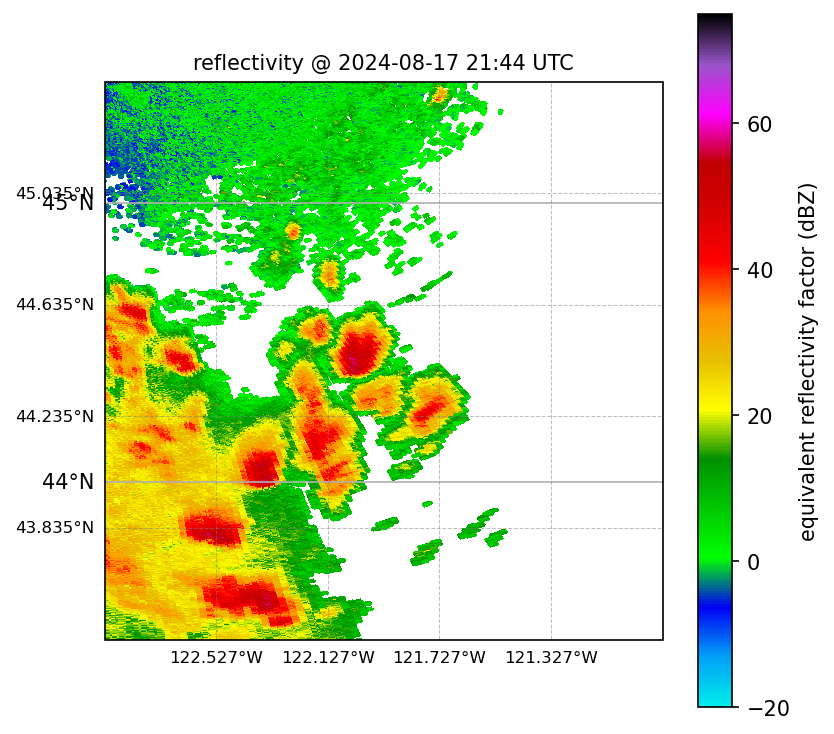 reflectivity @ 2024-08-17 21:44 UTC
45.035°N
45°N
44.635°N
44.235°N
44°N
43.835°N
122.527°W 122.127°W 121.727°W 121.327°W
60
40
20
0
−20
equivalent reflectivity factor (dBZ)